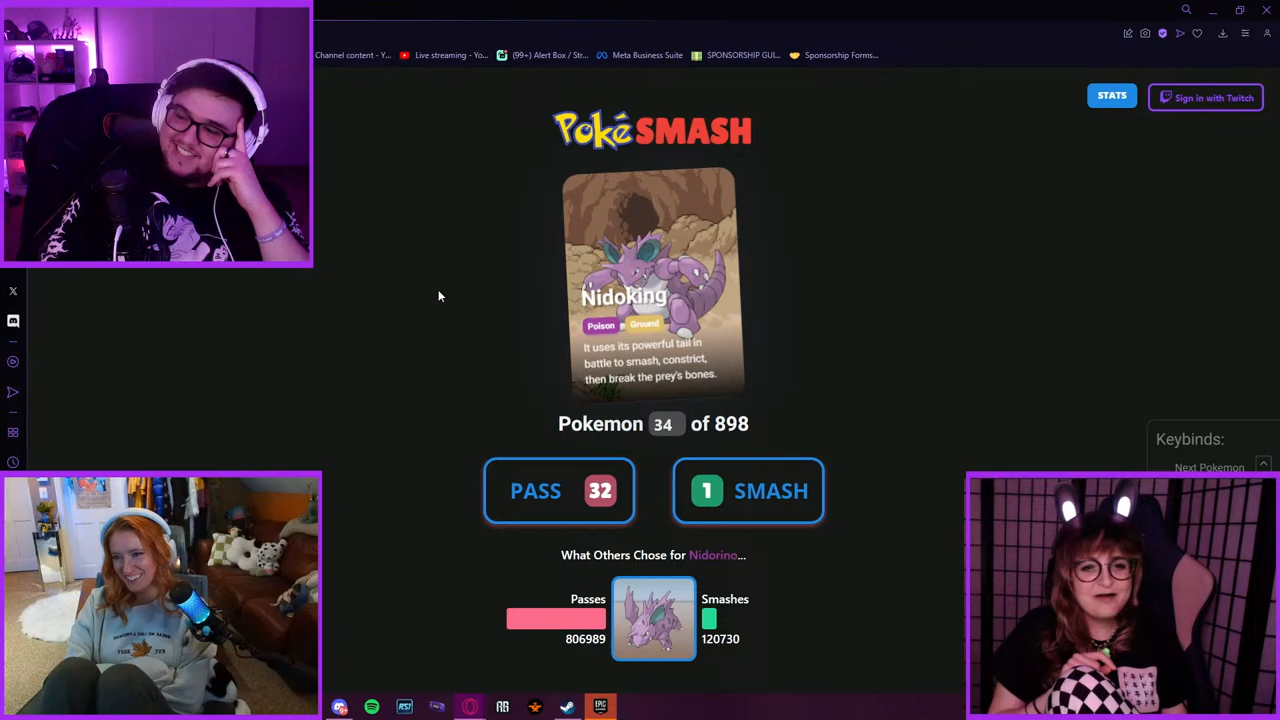 Channel content - Y...
Live streaming - Yo...
(99+) Alert Box / Str...
Meta Business Suite
SPONSORSHIP GUI...
Sponsorship Forms...
STATS
Sign in with Twitch
Poké SMASH
Nidoking
Poison
Ground
It uses its powerful tail in
battle to smash, constrict,
then break the prey's bones.
Pokemon 34 of 898
PASS 32
1 SMASH
Keybinds:
Next Pokemon
What Others Chose for Nidorino...
Passes
806989
Smashes
120730